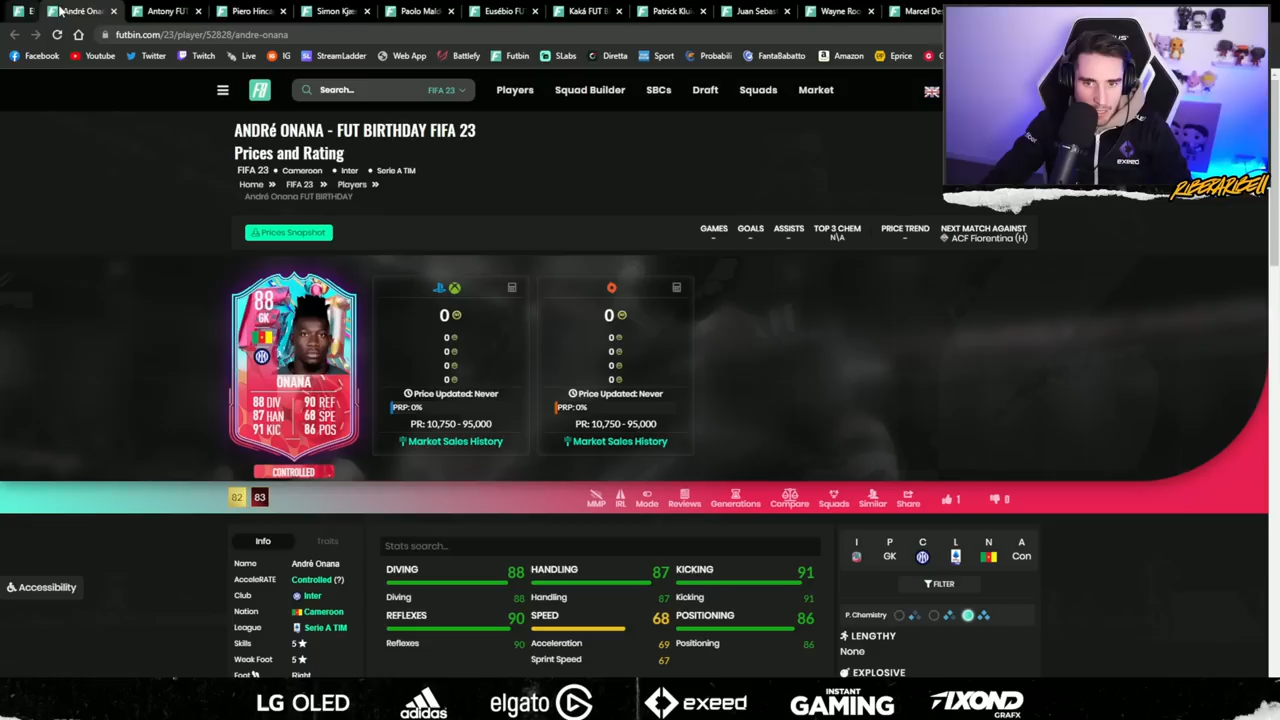 E André Onan Antony FUT Piero Hinca Simon Kjæ Paolo Mald Eusébio FUT Kaká FUT B Patrick Klui Juan Sebast Wayne Roo Marcel De
futbin.com/23/player/52828/andre-onana
Facebook Youtube Twitter Twitch Live IG StreamLadder Web App Battlefy Futbin SLabs Diretta Sport Probabili FantaBabatto Amazon Eprice
Search... FIFA 23 Players Squad Builder SBCs Draft Squads Market
ANDRé ONANA - FUT BIRTHDAY FIFA 23
Prices and Rating
FIFA 23 Cameroon Inter Serie A TIM
Home FIFA 23 Players
André Onana FUT BIRTHDAY
exeed
RIBERARIBELL
Prices Snapshot
GAMES GOALS ASSISTS TOP 3 CHEM PRICE TREND NEXT MATCH AGAINST
- - - N\A - ACF Fiorentina (H)
88
GK
ONANA
88 DIV 90 REF
87 HAN 68 SPE
91 KIC 86 POS
CONTROLLED
0
0
0
0
0
Price Updated: Never
PRP: 0%
PR: 10,750 - 95,000
Market Sales History
0
0
0
0
0
Price Updated: Never
PRP: 0%
PR: 10,750 - 95,000
Market Sales History
82 83
MMP IRL Mode Reviews Generations Compare Squads Similar Share 1 0
Info Traits
Name André Onana
AcceleRATE Controlled (?)
Club Inter
Nation Cameroon
League Serie A TIM
Skills 5★
Weak Foot 5★
Foot Right
Stats search...
DIVING 88 HANDLING 87 KICKING 91
Diving 88 Handling 87 Kicking 91
REFLEXES 90 SPEED 68 POSITIONING 86
Reflexes 90 Acceleration 69 Positioning 86
Sprint Speed 67
I P C L N A
GK Con
FILTER
P. Chemistry
LENGTHY
None
EXPLOSIVE
Accessibility
LG OLED adidas elgato exeed INSTANT GAMING IXOND GRAFX